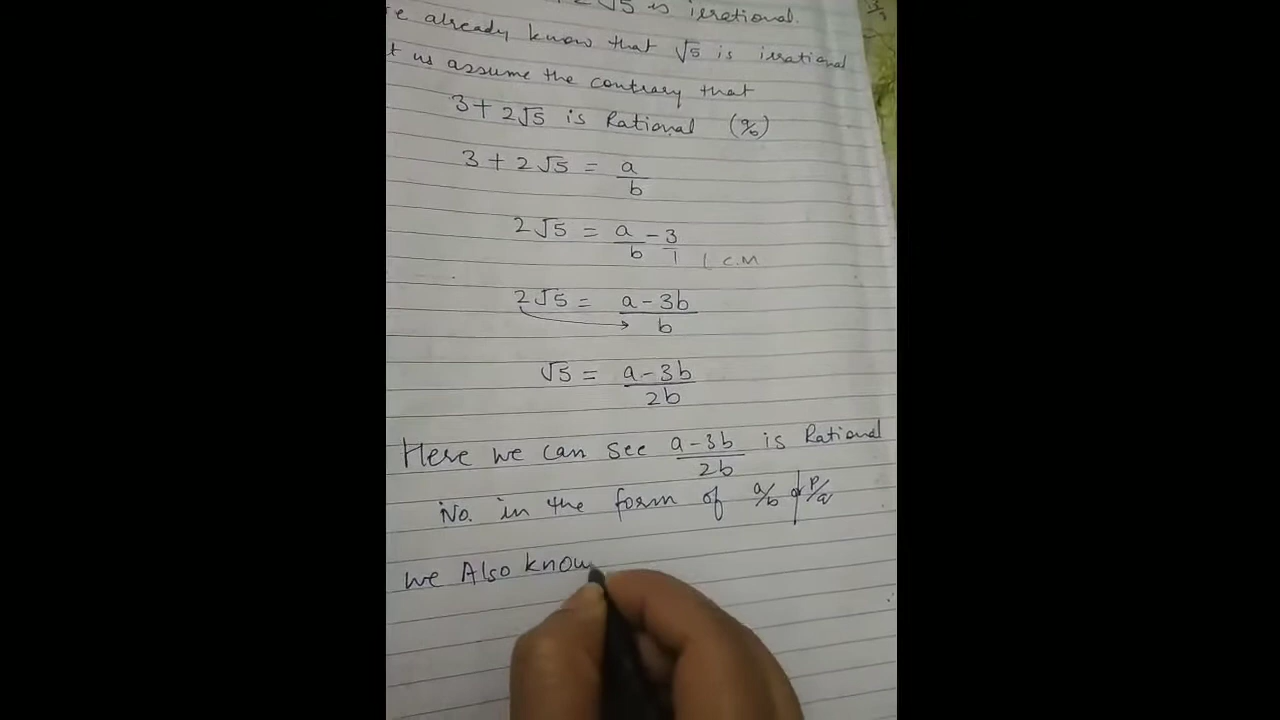 2√5 is irrational.
e already know that √5 is irrational
t us assume the contrary that
3 + 2√5 is Rational (a/b)
3 + 2√5 = a/b
2√5 = a/b - 3/1 L C.M
2√5 = a-3b/b
√5 = a-3b/2b
Here we can see a-3b/2b is Rational
No. in the form of a/b or P/q
we Also know